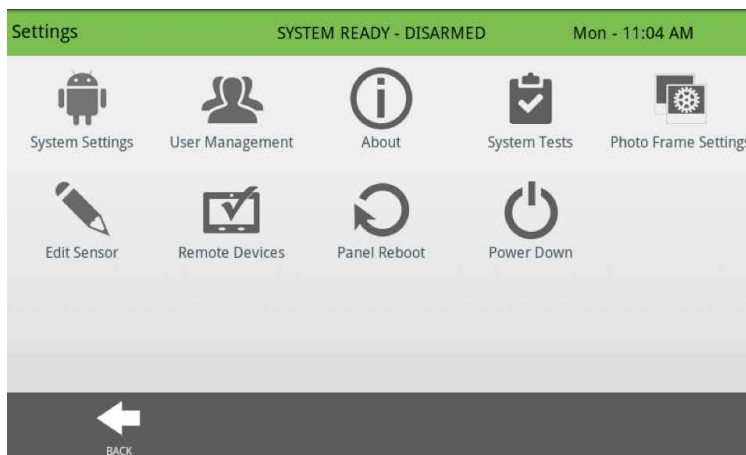 Settings SYSTEM READY - DISARMED Mon - 11:04 AM
System Settings User Management About System Tests Photo Frame Settings
Edit Sensor Remote Devices Panel Reboot Power Down
BACK